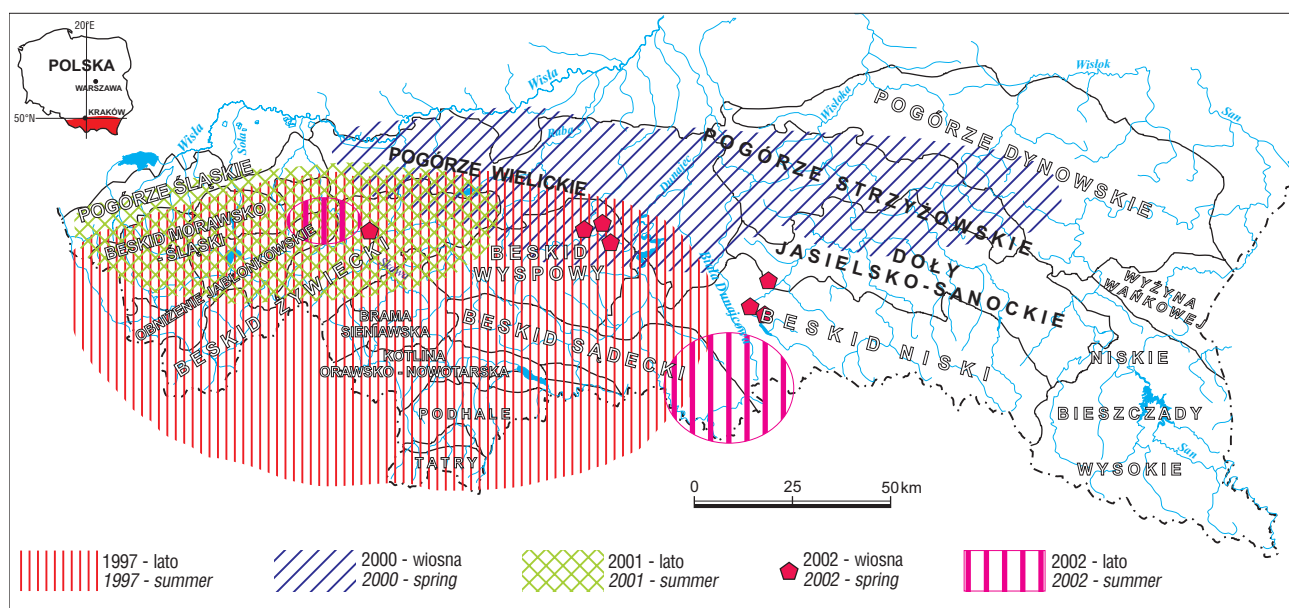 20°E
POLSKA
WARSZAWA
KRAKÓW
50°N
Wisła
Soła
Wisła
Raba
Dunajec
Wisłoka
Wisłok
San
POGÓRZE ŚLĄSKIE
POGÓRZE WIELICKIE
POGÓRZE STRZYŻOWSKIE
POGÓRZE DYNOWSKIE
BESKID MORAWSKO
- ŚLĄSKI
OBNIŻENIE JABŁONKOWSKIE
BESKID ŻYWIECKI
Skawa
BESKID
WYSPOWY
DOŁY
JASIELSKO-SANOCKIE
WYŻYNA
WAŃKOWEJ
Biała Dunajcowa
BRAMA
SIENIAWSKA
BESKID SĄDECKI
BESKID NISKI
KOTLINA
ORAWSKO - NOWOTARSKA
NISKIE
PODHALE
BIESZCZADY
San
TATRY
WYSOKIE
0 25 50 km
1997 - lato
1997 - summer
2000 - wiosna
2000 - spring
2001 - lato
2001 - summer
2002 - wiosna
2002 - spring
2002 - lato
2002 - summer